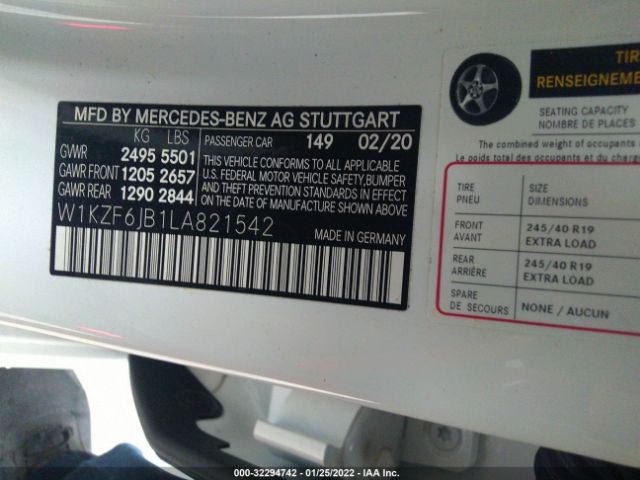 MFD BY MERCEDES-BENZ AG STUTTGART
KG LBS PASSENGER CAR 149 02/20
GVWR 2495 5501
GAWR FRONT 1205 2657
GAWR REAR 1290 2844
THIS VEHICLE CONFORMS TO ALL APPLICABLE
U.S. FEDERAL MOTOR VEHICLE SAFETY, BUMPER
AND THEFT PREVENTION STANDARDS IN EFFECT
ON THE DATE OF MANUFACTURE SHOWN ABOVE.
W1KZF6JB1LA821542
MADE IN GERMANY
TIR
RENSEIGNEME
SEATING CAPACITY
NOMBRE DE PLACES
The combined weight of occupants
Le poids total des occupants et du
TIRE SIZE
PNEU DIMENSIONS
FRONT 245/40 R19
AVANT EXTRA LOAD
REAR 245/40 R19
ARRIÈRE EXTRA LOAD
SPARE NONE / AUCUN
DE SECOURS
000-32294742 - 01/25/2022 - IAA Inc.